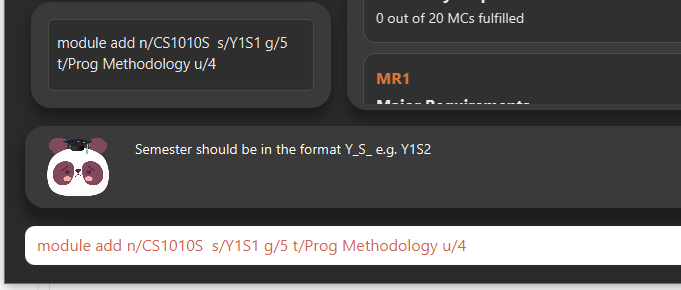 module add n/CS1010S  s/Y1S1 g/5
t/Prog Methodology u/4
0 out of 20 MCs fulfilled
MR1
Major Requirements
Semester should be in the format Y_S_ e.g. Y1S2
module add n/CS1010S  s/Y1S1 g/5 t/Prog Methodology u/4